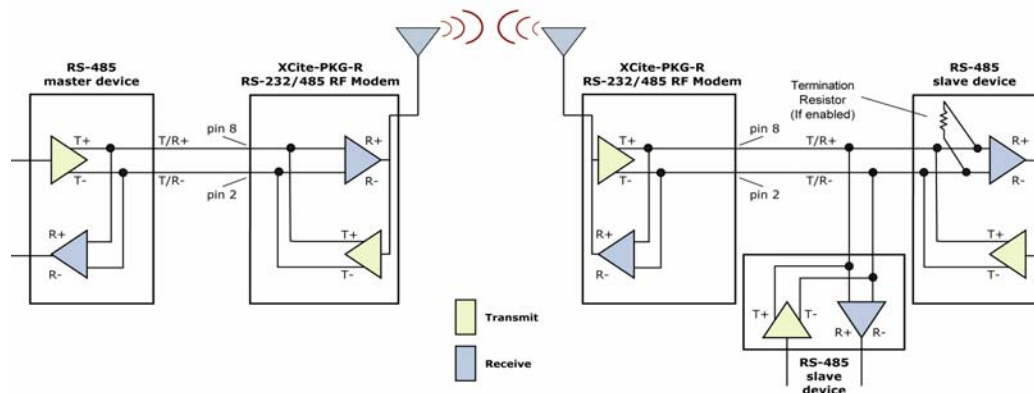 RS-485
master device
XCite-PKG-R
RS-232/485 RF Modem
T+
T-
R+
R-
T/R+
T/R-
pin 8
pin 2
R+
R-
T+
T-
XCite-PKG-R
RS-232/485 RF Modem
T+
T-
R+
R-
pin 8
pin 2
T/R+
T/R-
Termination
Resistor
(If enabled)
RS-485
slave device
R+
R-
T+
T-
T+
T-
R+
R-
RS-485
slave
device
Transmit
Receive